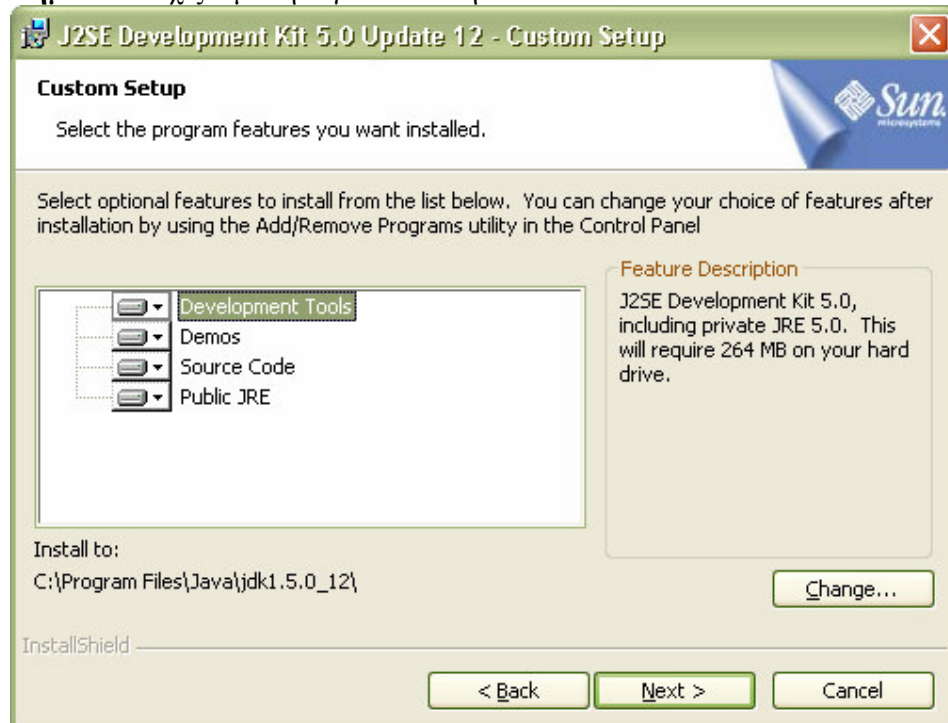 J2SE Development Kit 5.0 Update 12 - Custom Setup
Custom Setup
Select the program features you want installed.
Sun
microsystems
Select optional features to install from the list below.  You can change your choice of features after
installation by using the Add/Remove Programs utility in the Control Panel
Development Tools
Demos
Source Code
Public JRE
Feature Description
J2SE Development Kit 5.0,
including private JRE 5.0.  This
will require 264 MB on your hard
drive.
Install to:
C:\Program Files\Java\jdk1.5.0_12\
Change...
InstallShield
< Back
Next >
Cancel